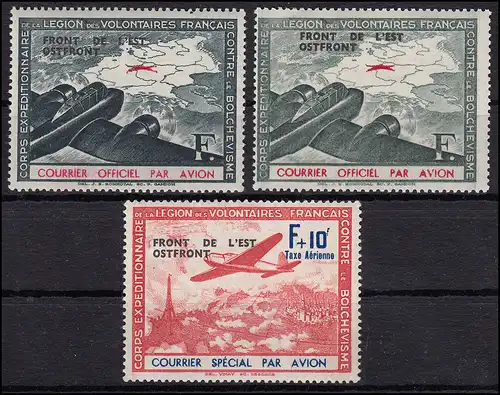 DE LA LEGION DES VOLONTAIRES FRANÇAIS
CORPS EXPEDITIONNAIRE
CONTRE LE BOLCHEVISME
FRONT DE L'EST
OSTFRONT
F.
COURRIER OFFICIEL PAR AVION
DE LA LEGION DES VOLONTAIRES FRANÇAIS
CORPS EXPEDITIONNAIRE
CONTRE LE BOLCHEVISME
FRONT DE L'EST
OSTFRONT
F.
COURRIER OFFICIEL PAR AVION
DE LA LEGION DES VOLONTAIRES FRANÇAIS
CORPS EXPEDITIONNAIRE
CONTRE LE BOLCHEVISME
FRONT DE L'EST
OSTFRONT
F+10F
Taxe Aérienne
COURRIER SPÉCIAL PAR AVION